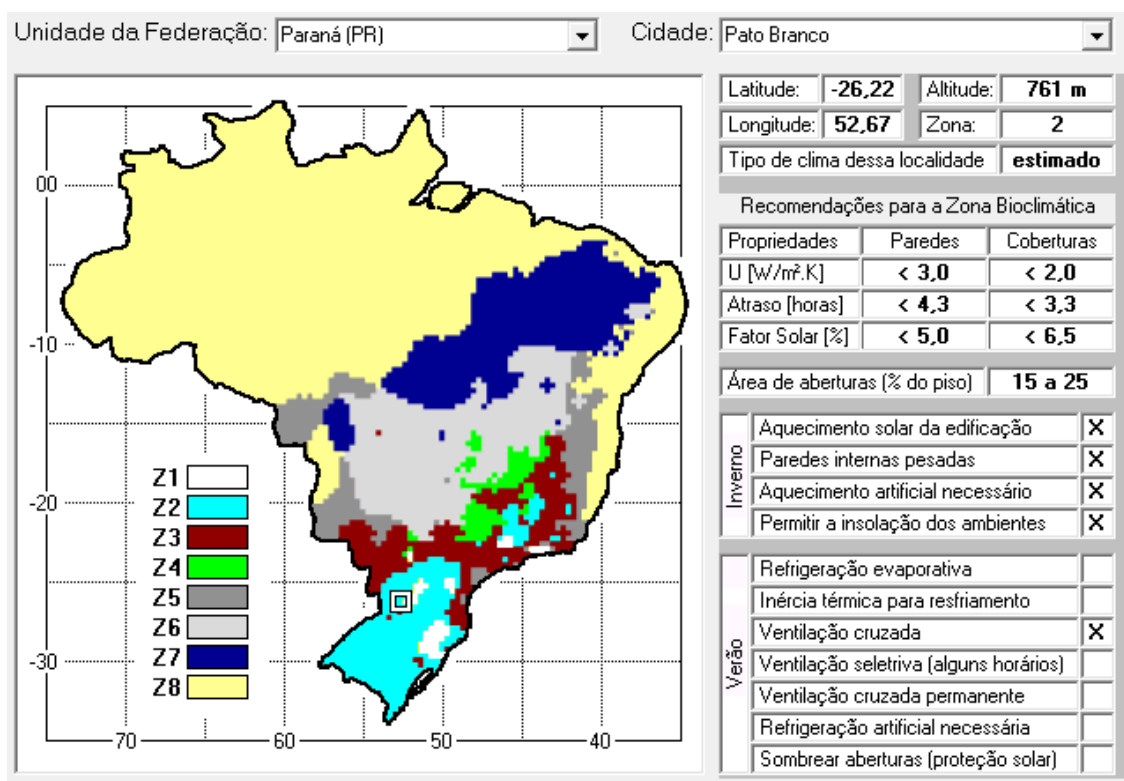 Unidade da Federação: Paraná (PR) Cidade: Pato Branco
Latitude: -26,22 Altitude: 761 m
Longitude: 52,67 Zona: 2
Tipo de clima dessa localidade estimado
Recomendações para a Zona Bioclimática
Propriedades Paredes Coberturas
U [W/m².K] < 3,0 < 2,0
Atraso [horas] < 4,3 < 3,3
Fator Solar [%] < 5,0 < 6,5
Área de aberturas (% do piso) 15 a 25
Inverno
Aquecimento solar da edificação X
Paredes internas pesadas X
Aquecimento artificial necessário X
Permitir a insolação dos ambientes X
Verão
Refrigeração evaporativa
Inércia térmica para resfriamento
Ventilação cruzada X
Ventilação seletiva (alguns horários)
Ventilação cruzada permanente
Refrigeração artificial necessária
Sombrear aberturas (proteção solar)
00
-10
-20
-30
Z1
Z2
Z3
Z4
Z5
Z6
Z7
Z8
70 60 50 40